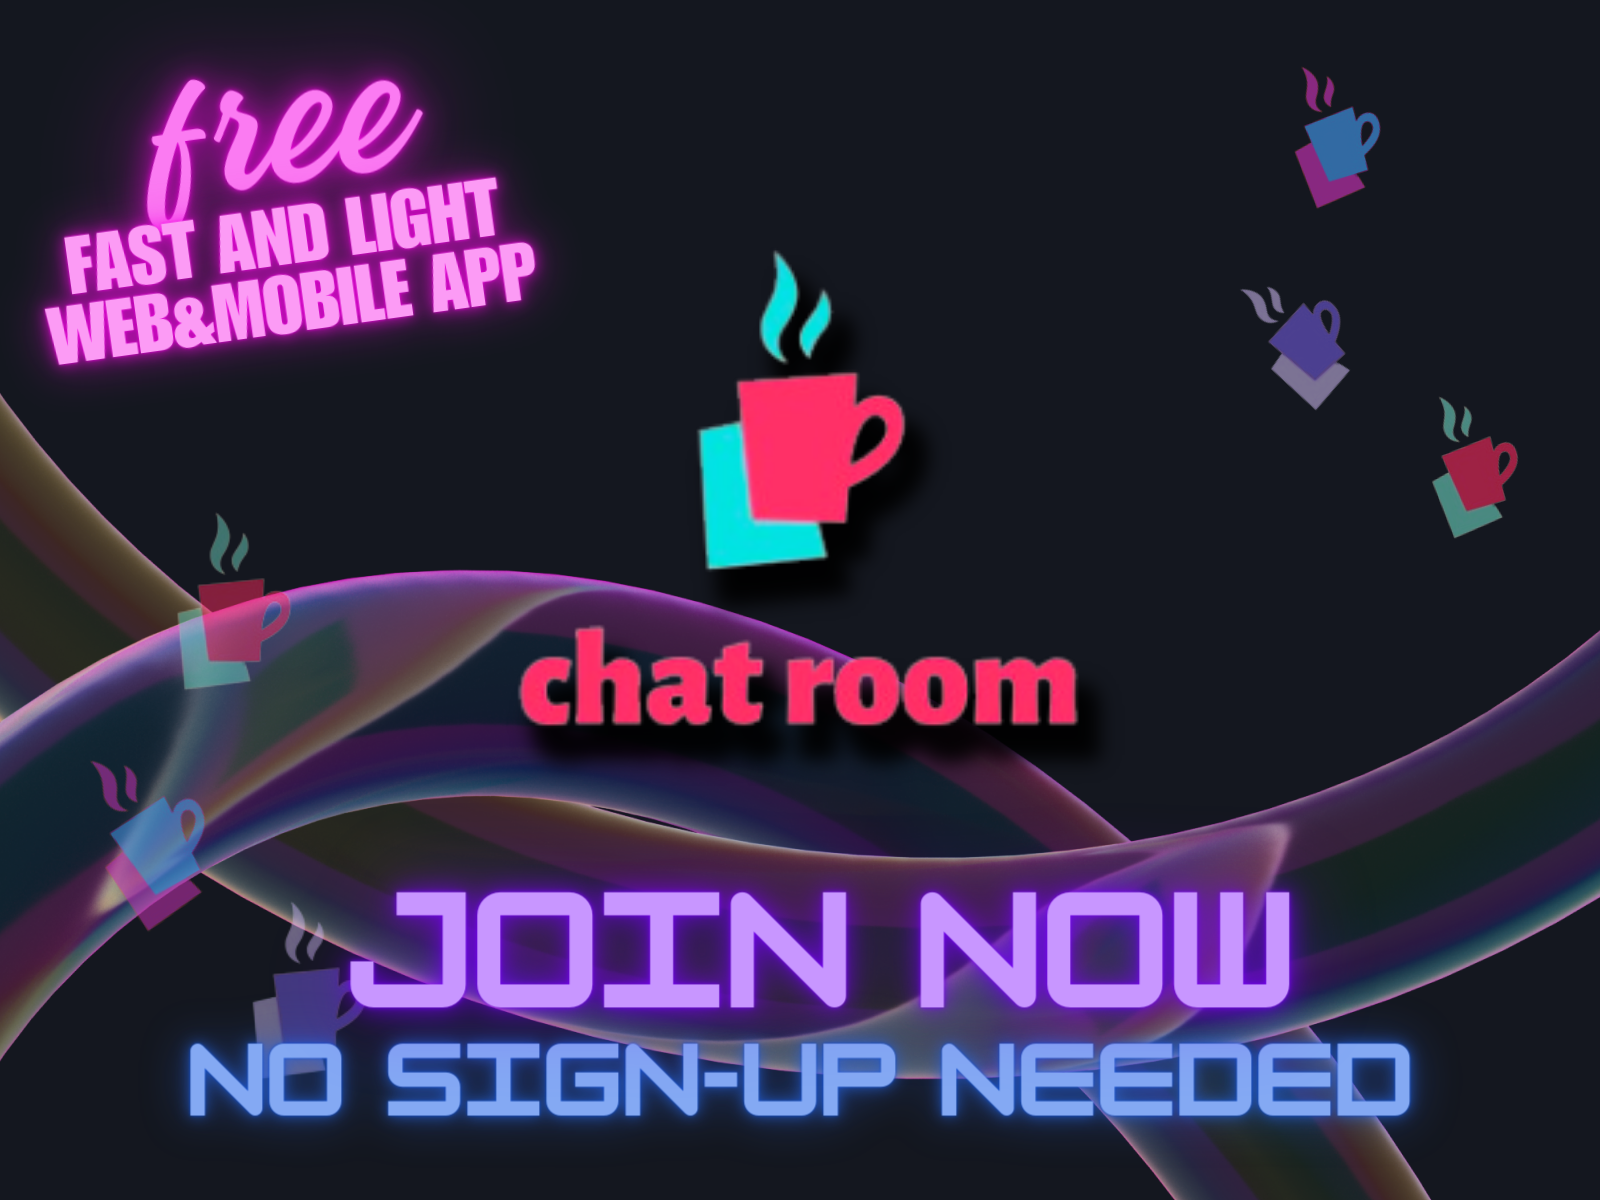 free
FAST AND LIGHT
WEB&MOBILE APP
chat room
JOIN NOW
NO SIGN-UP NEEDED